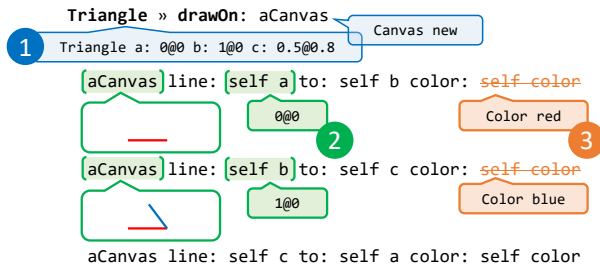 Triangle » drawOn: aCanvas
Canvas new
1
Triangle a: 0@0 b: 1@0 c: 0.5@0.8
aCanvas line: self a to: self b color: self color
0@0
2
Color red
3
aCanvas line: self b to: self c color: self color
1@0
Color blue
aCanvas line: self c to: self a color: self color